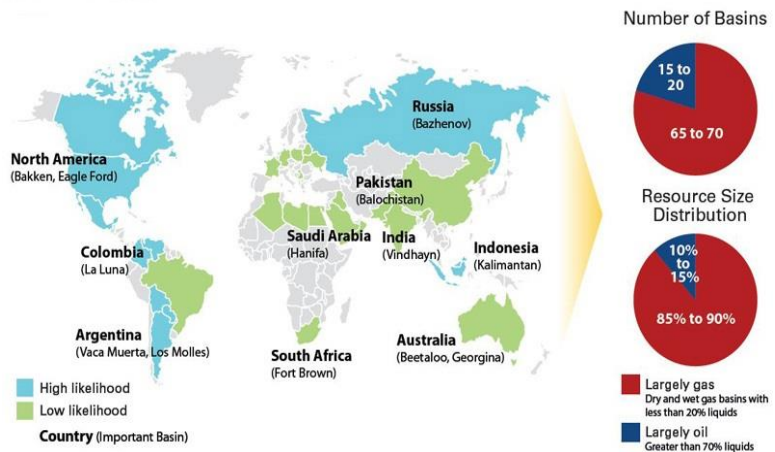 Number of Basins
15 to
20
65 to 70
Russia
(Bazhenov)
North America
(Bakken, Eagle Ford)
Pakistan
(Balochistan)
Resource Size
Distribution
Saudi Arabia
(Hanifa)
India
(Vindhayn)
Indonesia
(Kalimantan)
Colombia
(La Luna)
10%
to
15%
85% to 90%
Argentina
(Vaca Muerta, Los Molles)
South Africa
(Fort Brown)
Australia
(Beetaloo, Georgina)
High likelihood
Low likelihood
Country (Important Basin)
Largely gas
Dry and wet gas basins with
less than 20% liquids
Largely oil
Greater than 70% liquids